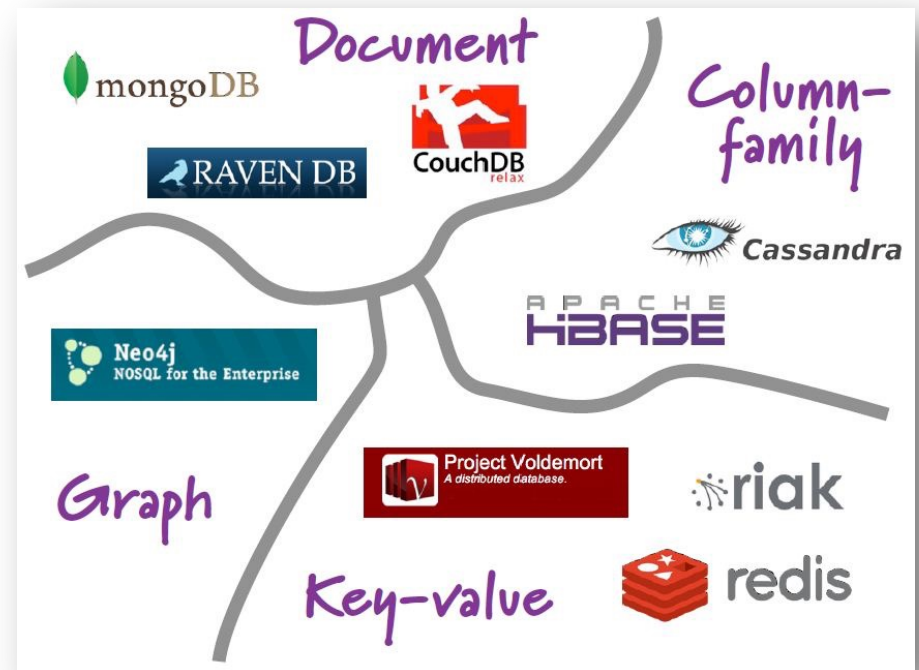 Document
mongoDB
CouchDB
relax
RAVEN DB
Column-
family
Cassandra
APACHE
HBASE
Neo4j
NOSQL for the Enterprise
Graph
Project Voldemort
A distributed database.
V
riak
redis
Key-value